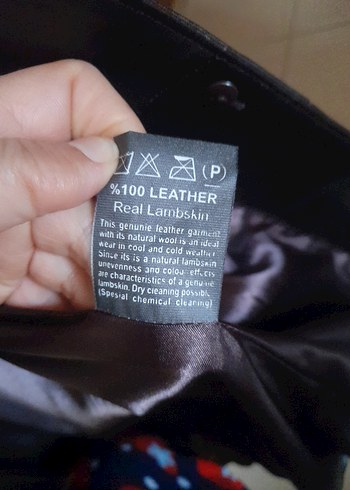 P
%100 LEATHER
Real Lambskin
This genunie leather garment
with its natural wool is an ideal
wear in cool and cold weather
Since its is a natural lambskin
unevenness and colour effects
are characteristics of a genuine
lambskin. Dry cleaning possible.
(Spesial chemical clearing)